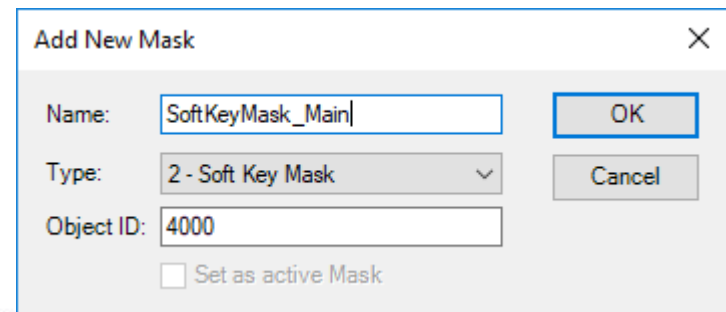 Add New Mask
Name: SoftKeyMask_Main OK
Type: 2 - Soft Key Mask Cancel
Object ID: 4000
Set as active Mask